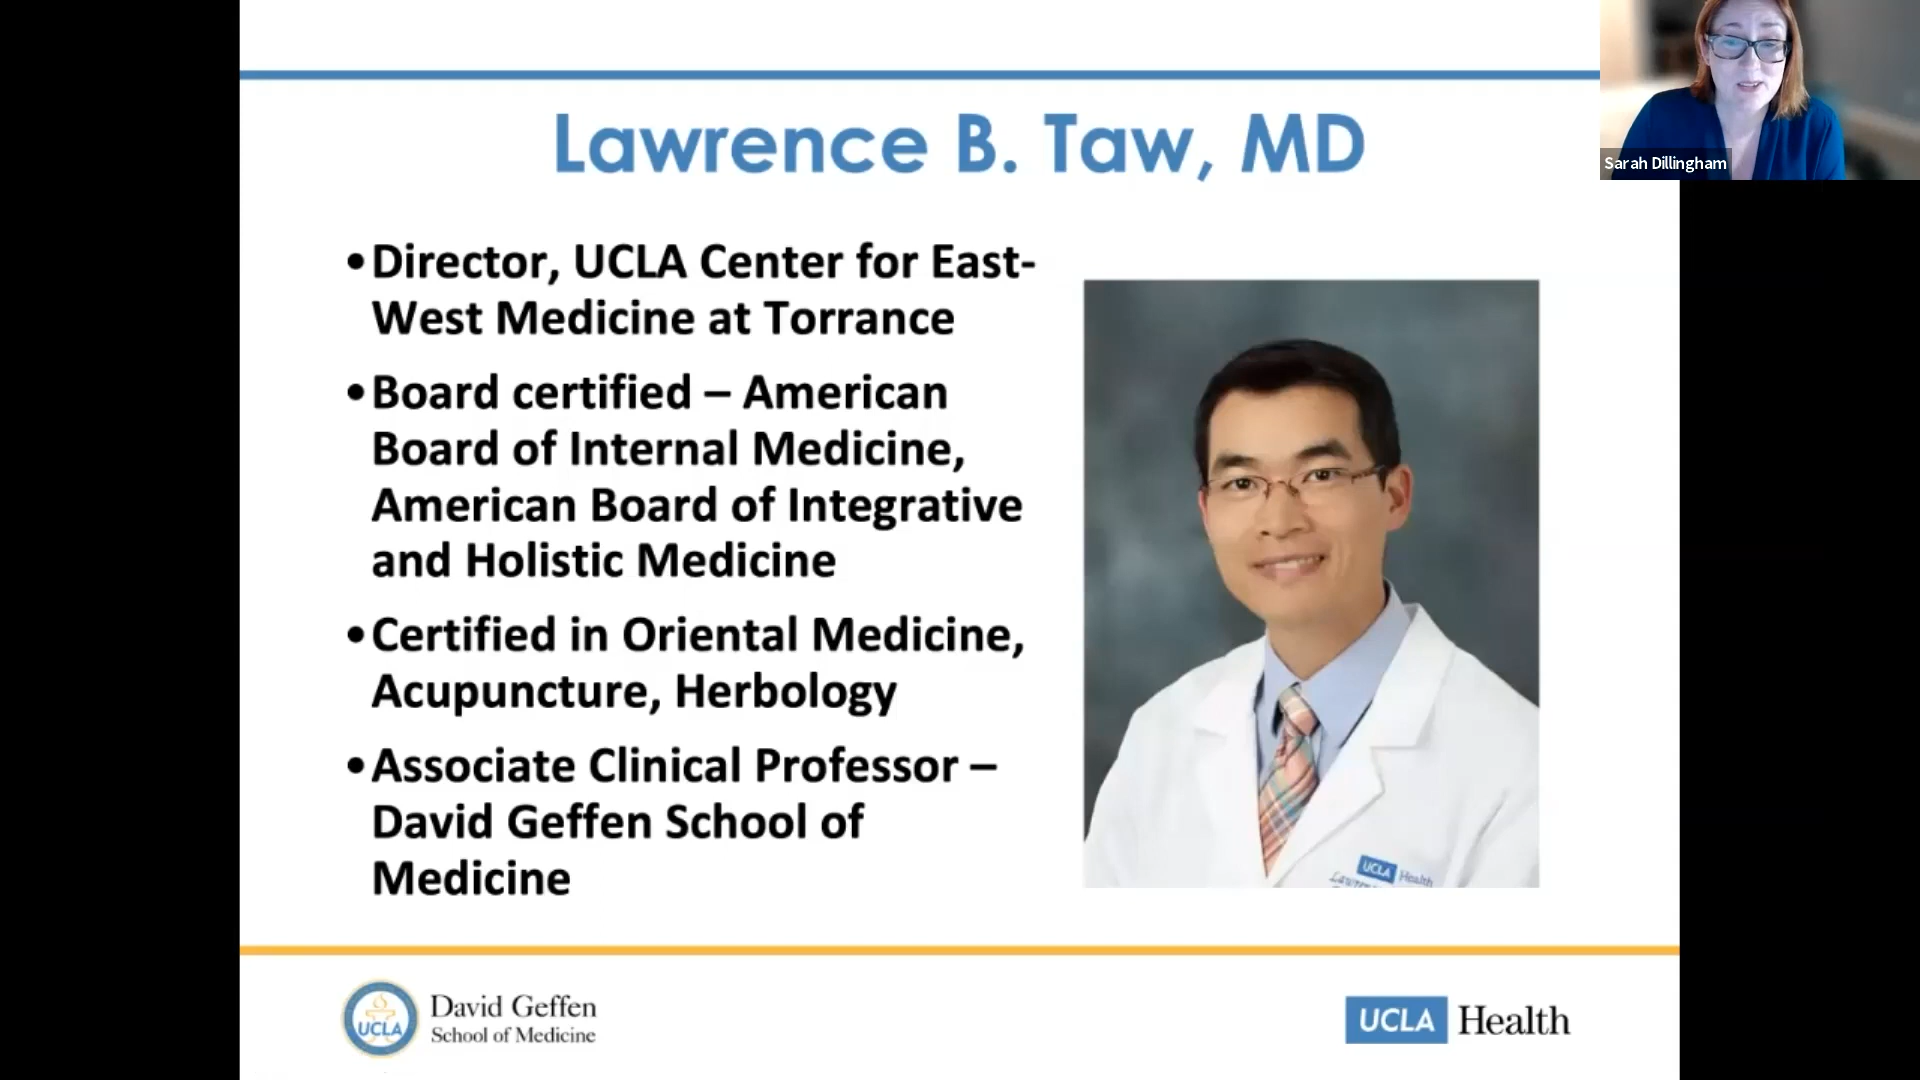 Lawrence B. Taw, MD
Sarah Dillingham
•Director, UCLA Center for East-
West Medicine at Torrance
•Board certified – American
Board of Internal Medicine,
American Board of Integrative
and Holistic Medicine
•Certified in Oriental Medicine,
Acupuncture, Herbology
•Associate Clinical Professor –
David Geffen School of
Medicine
UCLA Health
UCLA
David Geffen
School of Medicine
UCLA Health